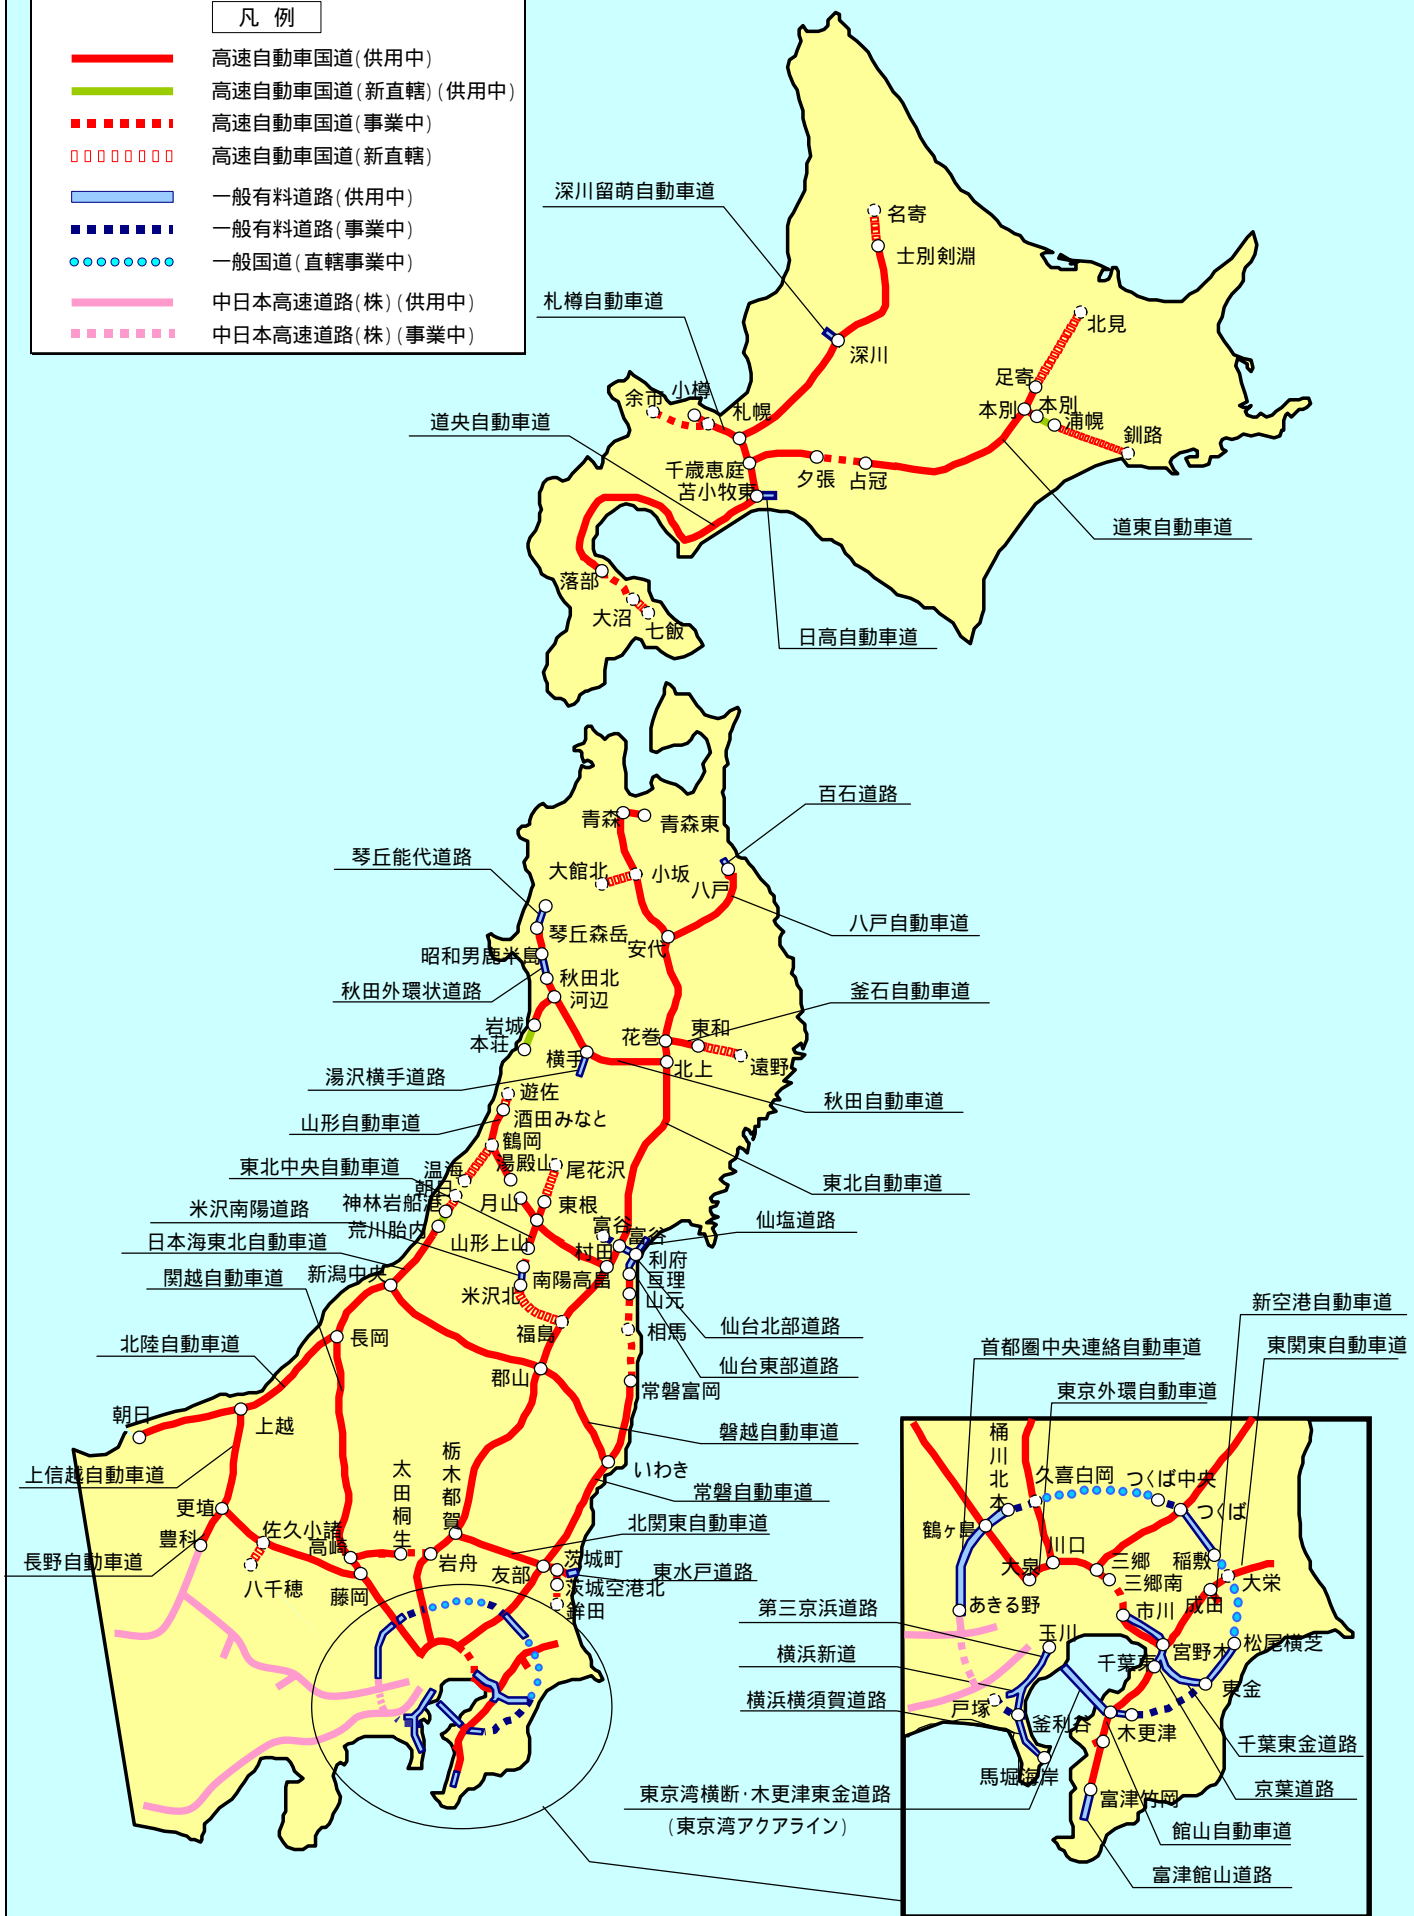 凡 例
高速自動車国道(供用中)
高速自動車国道(新直轄)(供用中)
高速自動車国道(事業中)
高速自動車国道(新直轄)
一般有料道路(供用中)
一般有料道路(事業中)
一般国道(直轄事業中)
中日本高速道路(株)(供用中)
中日本高速道路(株)(事業中)
深川留萌自動車道
名寄
士別剣淵
札樽自動車道
北見
深川
足寄
小樽
余市
札幌
本別
本別
浦幌
道央自動車道
釧路
千歳恵庭
夕張
占冠
苫小牧東
道東自動車道
落部
大沼
七飯
日高自動車道
百石道路
青森
青森東
琴丘能代道路
大館北
小坂
八戸
八戸自動車道
琴丘森岳
安代
昭和男鹿半島
秋田北
秋田外環状道路
河辺
釜石自動車道
岩城
本荘
花巻
東和
横手
北上
遠野
湯沢横手道路
遊佐
秋田自動車道
酒田みなと
山形自動車道
鶴岡
湯殿山
尾花沢
東北中央自動車道
温海
朝日
東北自動車道
神林岩船港
月山
東根
米沢南陽道路
荒川胎内
富谷
富谷
仙塩道路
日本海東北自動車道
山形上山
村田
利府
関越自動車道
新潟中央
南陽高畠
亘理
米沢北
山元
新空港自動車道
福島
相馬
仙台北部道路
長岡
首都圏中央連絡自動車道
東関東自動車道
北陸自動車道
仙台東部道路
郡山
常磐富岡
東京外環自動車道
朝日
上越
磐越自動車道
栃木都賀
太田桐生
桶川北本
いわき
上信越自動車道
久喜白岡
つくば中央
常磐自動車道
更埴
つくば
佐久小諸
北関東自動車道
豊科
高崎
鶴ヶ島
川口
岩舟
長野自動車道
友部
茨城町
大泉
三郷
稲敷
東水戸道路
八千穂
三郷南
大栄
茨城空港北
藤岡
成田
鉾田
あきる野
市川
第三京浜道路
玉川
宮野木
松尾横芝
横浜新道
千葉東
東金
横浜横須賀道路
戸塚
釜利谷
木更津
千葉東金道路
馬堀海岸
東京湾横断・木更津東金道路
京葉道路
富津竹岡
(東京湾アクアライン)
館山自動車道
富津館山道路